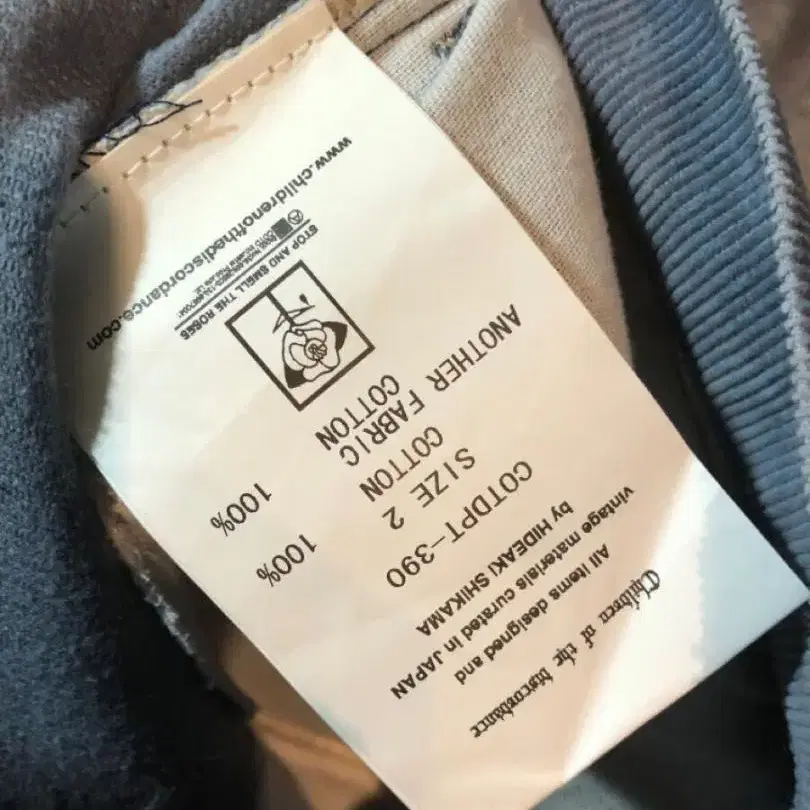 Children of the discordance
All items designed and
vintage materials curated in JAPAN
by HIDEAKI SHIKAMA
COTDPT-390
SIZE 2
COTTON 100%
ANOTHER FABRIC
COTTON 100%
STOP AND SMELL THE ROSES
www.childrenofthediscordance.com